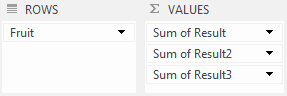 ROWS
Fruit
Σ VALUES
Sum of Result
Sum of Result2
Sum of Result3